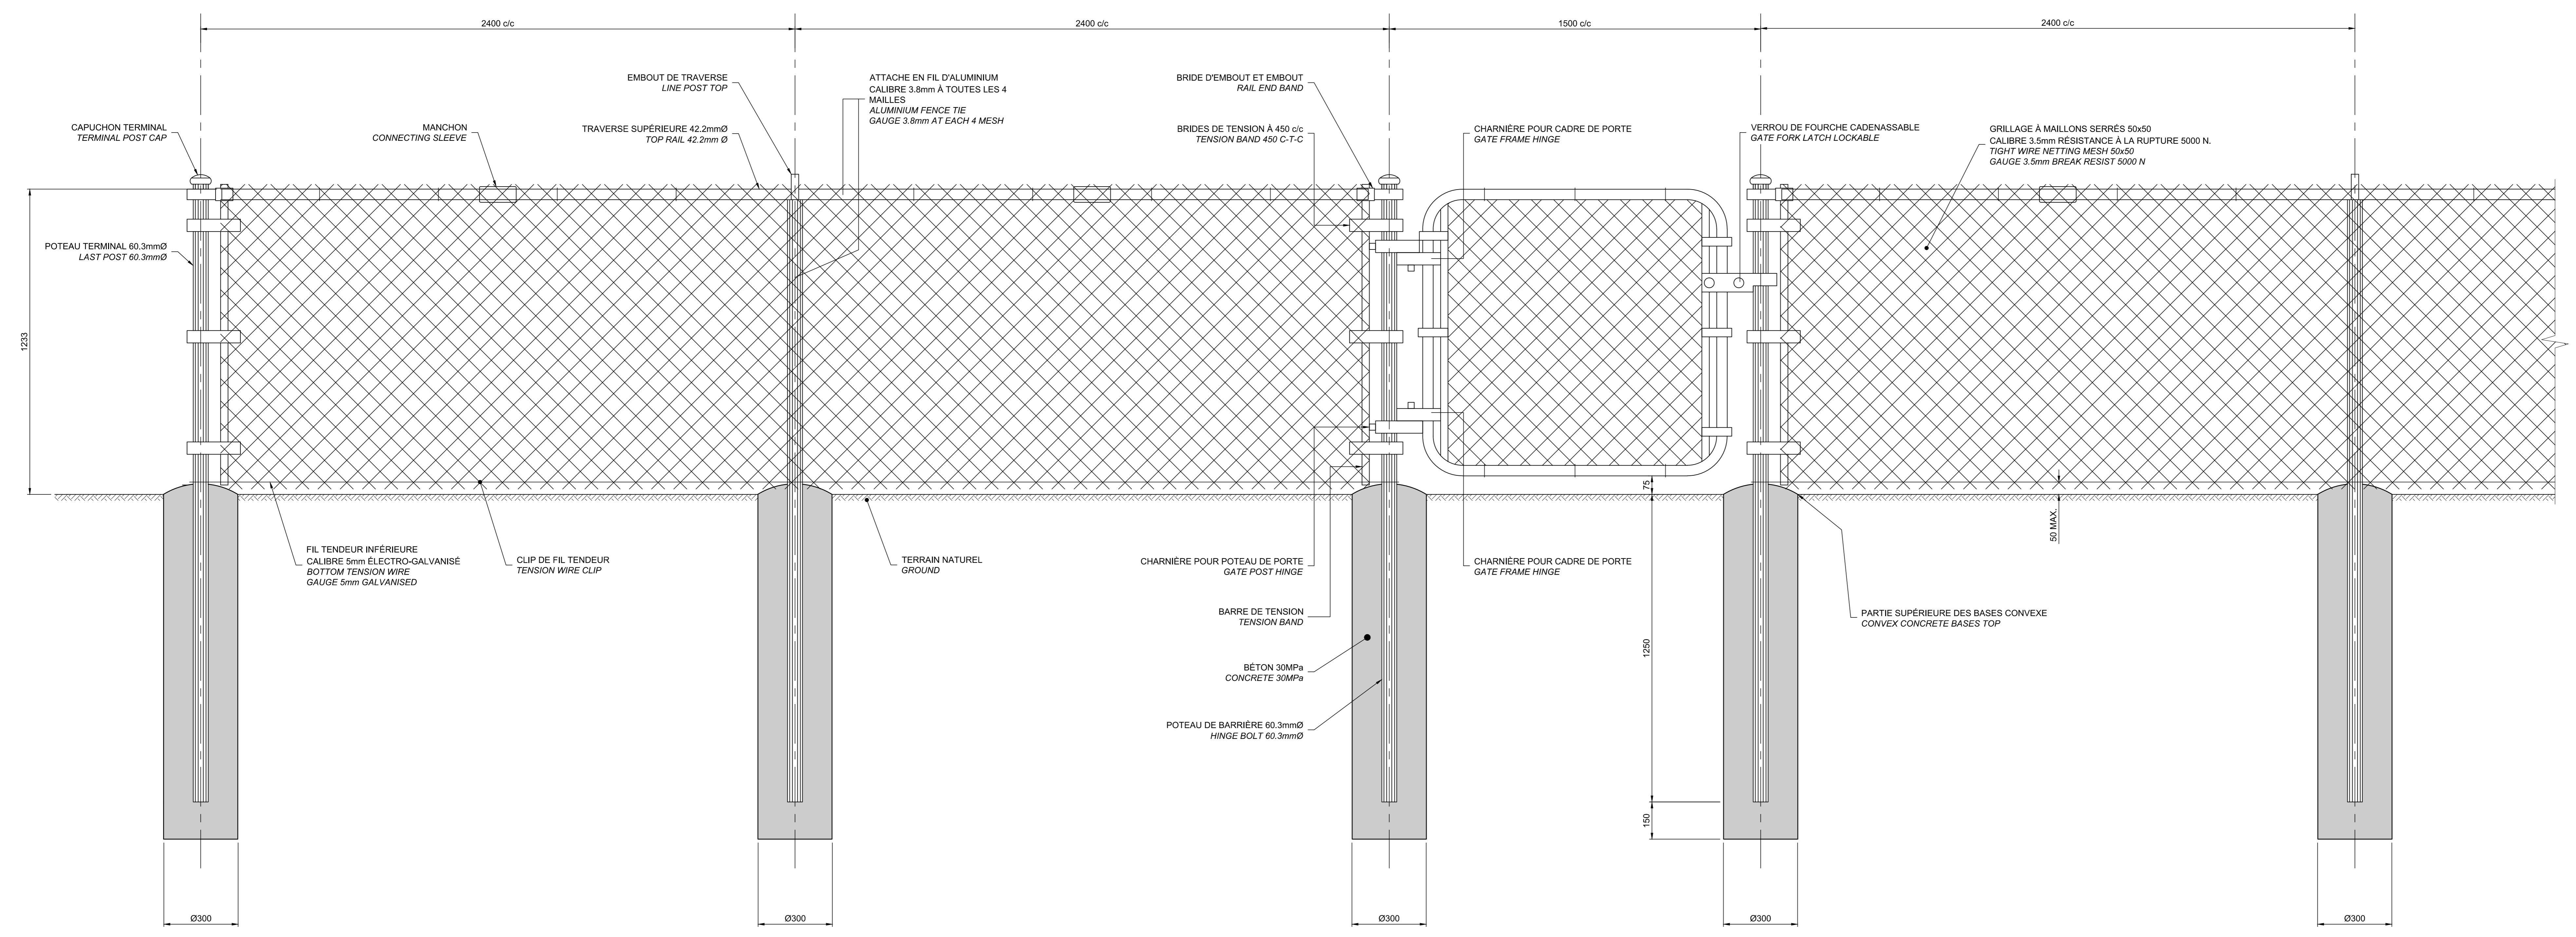 2400 c/c
2400 c/c
1500 c/c
2400 c/c
EMBOUT DE TRAVERSE
LINE POST TOP
ATTACHE EN FIL D'ALUMINIUM
CALIBRE 3.8mm À TOUTES LES 4
MAILLES
ALUMINIUM FENCE TIE
GAUGE 3.8mm AT EACH 4 MESH
BRIDE D'EMBOUT ET EMBOUT
RAIL END BAND
CAPUCHON TERMINAL
TERMINAL POST CAP
MANCHON
CONNECTING SLEEVE
TRAVERSE SUPÉRIEURE 42.2mmØ
TOP RAIL 42.2mm Ø
BRIDES DE TENSION À 450 c/c
TENSION BAND 450 C-T-C
CHARNIÈRE POUR CADRE DE PORTE
GATE FRAME HINGE
VERROU DE FOURCHE CADENASSABLE
GATE FORK LATCH LOCKABLE
GRILLAGE À MAILLONS SERRÉS 50x50
CALIBRE 3.5mm RÉSISTANCE À LA RUPTURE 5000 N.
TIGHT WIRE NETTING MESH 50x50
GAUGE 3.5mm BREAK RESIST 5000 N
POTEAU TERMINAL 60.3mmØ
LAST POST 60.3mmØ
1233
75
50 MAX.
FIL TENDEUR INFÉRIEURE
CALIBRE 5mm ÉLECTRO-GALVANISÉ
BOTTOM TENSION WIRE
GAUGE 5mm GALVANISED
CLIP DE FIL TENDEUR
TENSION WIRE CLIP
TERRAIN NATUREL
GROUND
CHARNIÈRE POUR POTEAU DE PORTE
GATE POST HINGE
CHARNIÈRE POUR CADRE DE PORTE
GATE FRAME HINGE
BARRE DE TENSION
TENSION BAND
PARTIE SUPÉRIEURE DES BASES CONVEXE
CONVEX CONCRETE BASES TOP
1250
BÉTON 30MPa
CONCRETE 30MPa
POTEAU DE BARRIÈRE 60.3mmØ
HINGE BOLT 60.3mmØ
150
Ø300
Ø300
Ø300
Ø300
Ø300